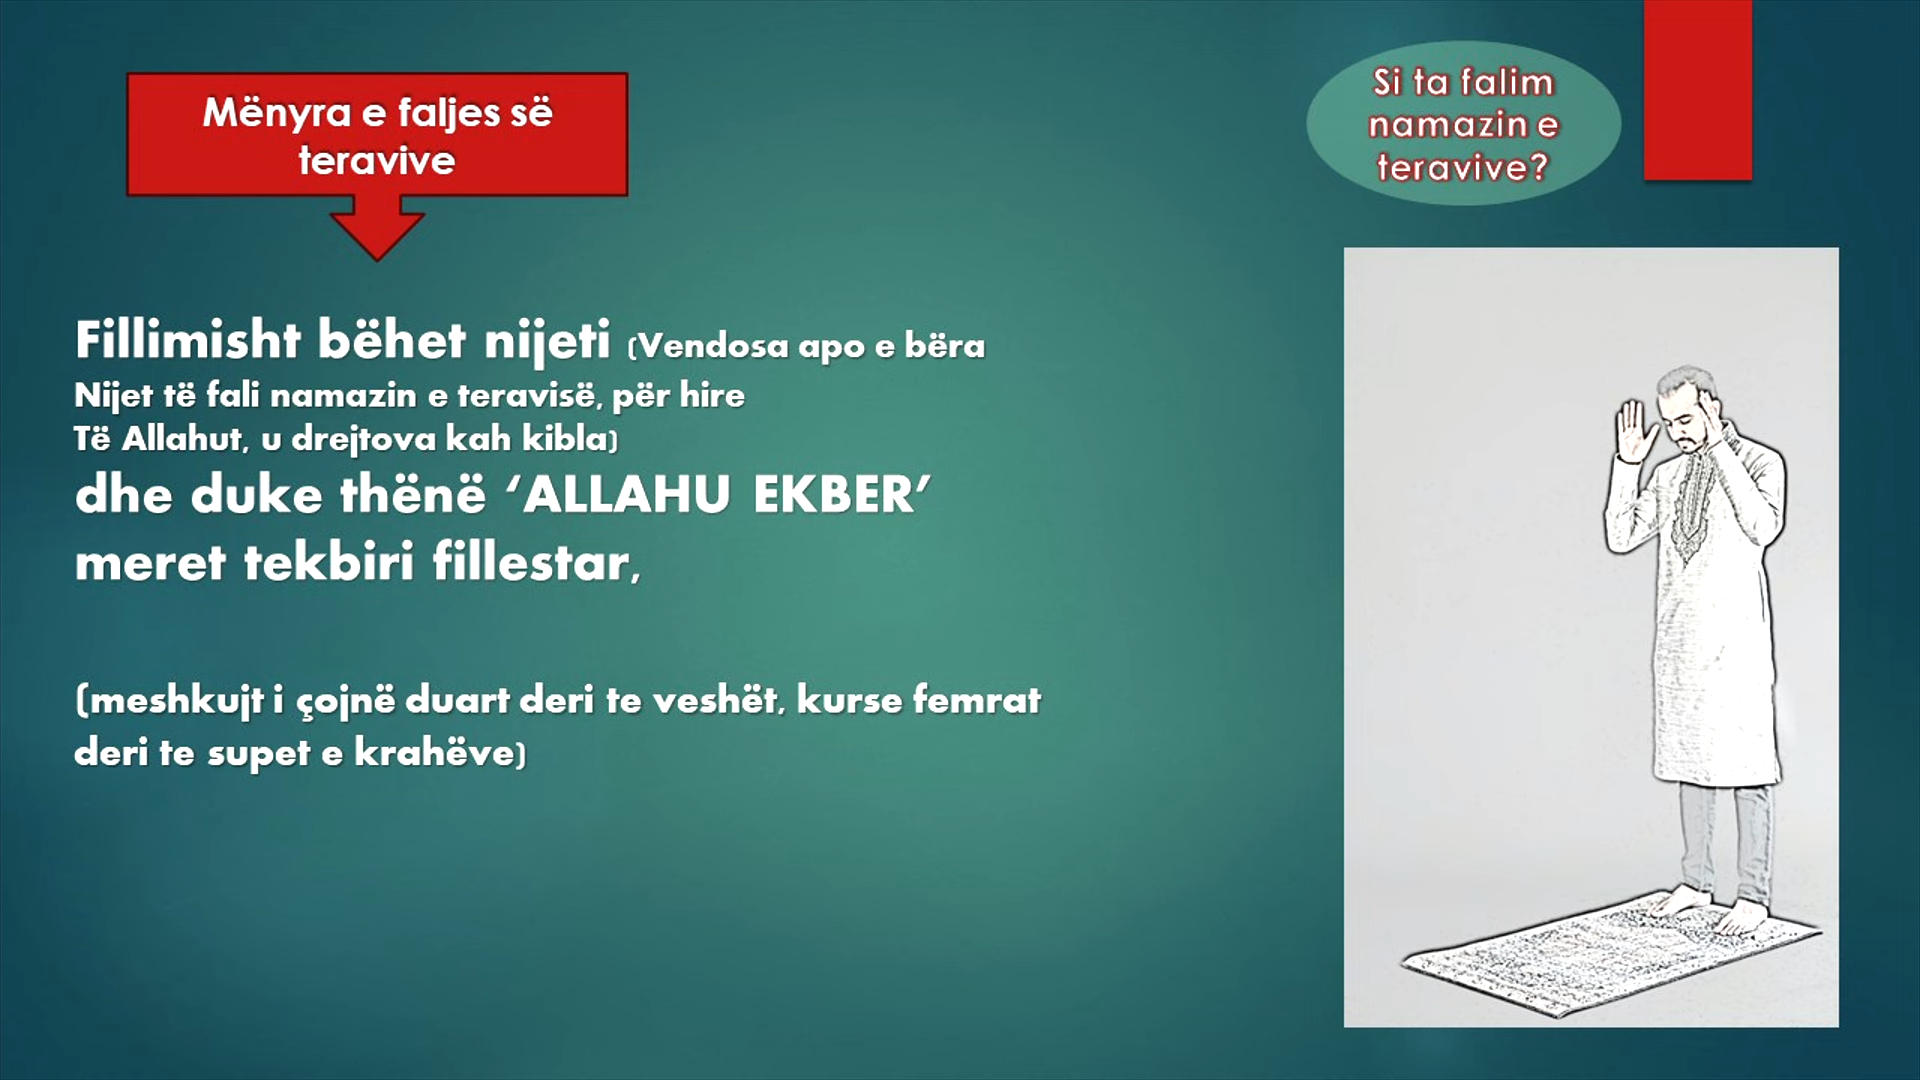 Mënyra e faljes së
teravive
Si ta falim
namazin e
teravive?
Fillimisht bëhet nijeti (Vendosa apo e bëra
Nijet të fali namazin e teravisë, për hire
Të Allahut, u drejtova kah kibla)
dhe duke thënë ‘ALLAHU EKBER’
meret tekbiri fillestar,
(meshkujt i çojnë duart deri te veshët, kurse femrat
deri te supet e krahëve)